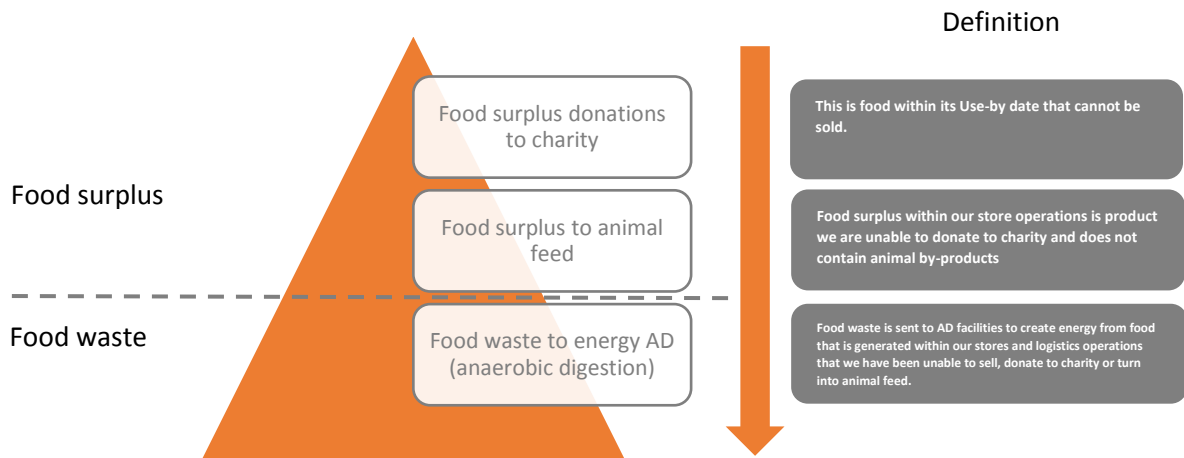 Definition
Food surplus
Food surplus donations
to charity
This is food within its Use-by date that cannot be
sold.
Food surplus to animal
feed
Food surplus within our store operations is product
we are unable to donate to charity and does not
contain animal by-products
Food waste
Food waste to energy AD
(anaerobic digestion)
Food waste is sent to AD facilities to create energy from food
that is generated within our stores and logistics operations
that we have been unable to sell, donate to charity or turn
into animal feed.